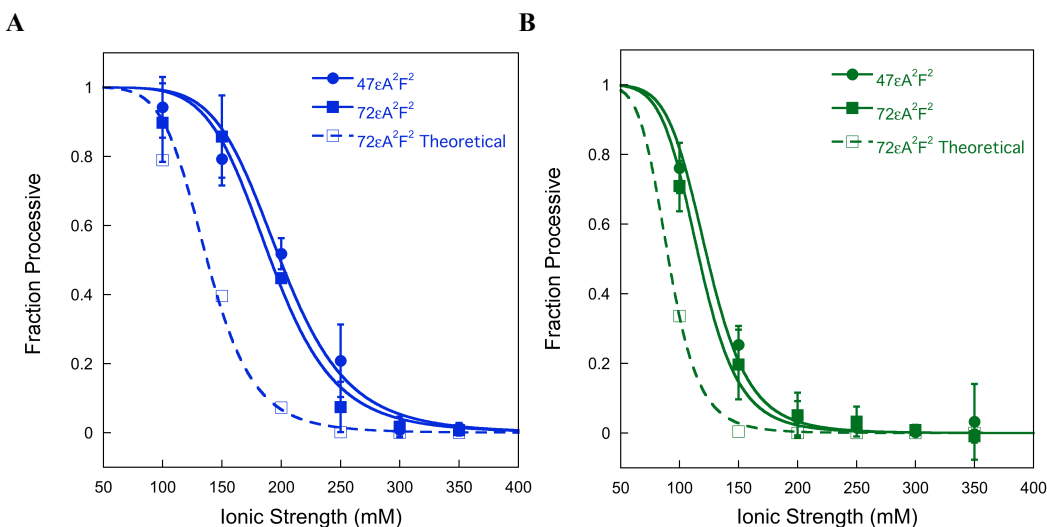 A
B
47εA²F²
72εA²F²
72εA²F² Theoretical
Fraction Processive
1
0.8
0.6
0.4
0.2
0
50 100 150 200 250 300 350 400
Ionic Strength (mM)
47εA²F²
72εA²F²
72εA²F² Theoretical
Fraction Processive
1
0.8
0.6
0.4
0.2
0
50 100 150 200 250 300 350 400
Ionic Strength (mM)